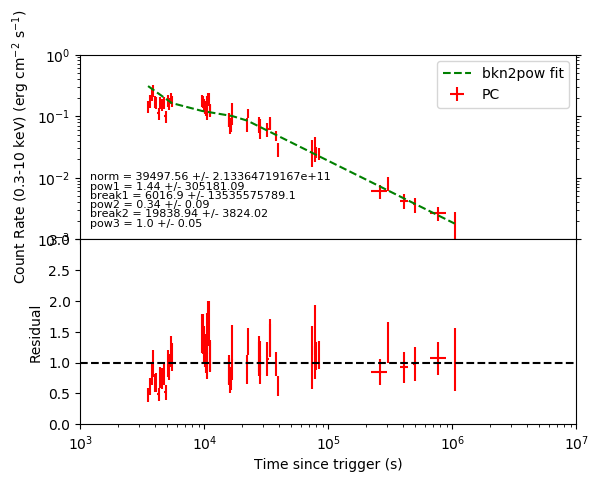 Count Rate (0.3-10 keV) (erg cm⁻² s⁻¹)
10⁰
10⁻¹
10⁻²
10⁻³
bkn2pow fit
PC
norm = 39497.56 +/- 2.13364719167e+11
pow1 = 1.44 +/- 305181.09
break1 = 6016.9 +/- 13535575789.1
pow2 = 0.34 +/- 0.09
break2 = 19838.94 +/- 3824.02
pow3 = 1.0 +/- 0.05
Residual
3.0
2.5
2.0
1.5
1.0
0.5
0.0
10³ 10⁴ 10⁵ 10⁶ 10⁷
Time since trigger (s)